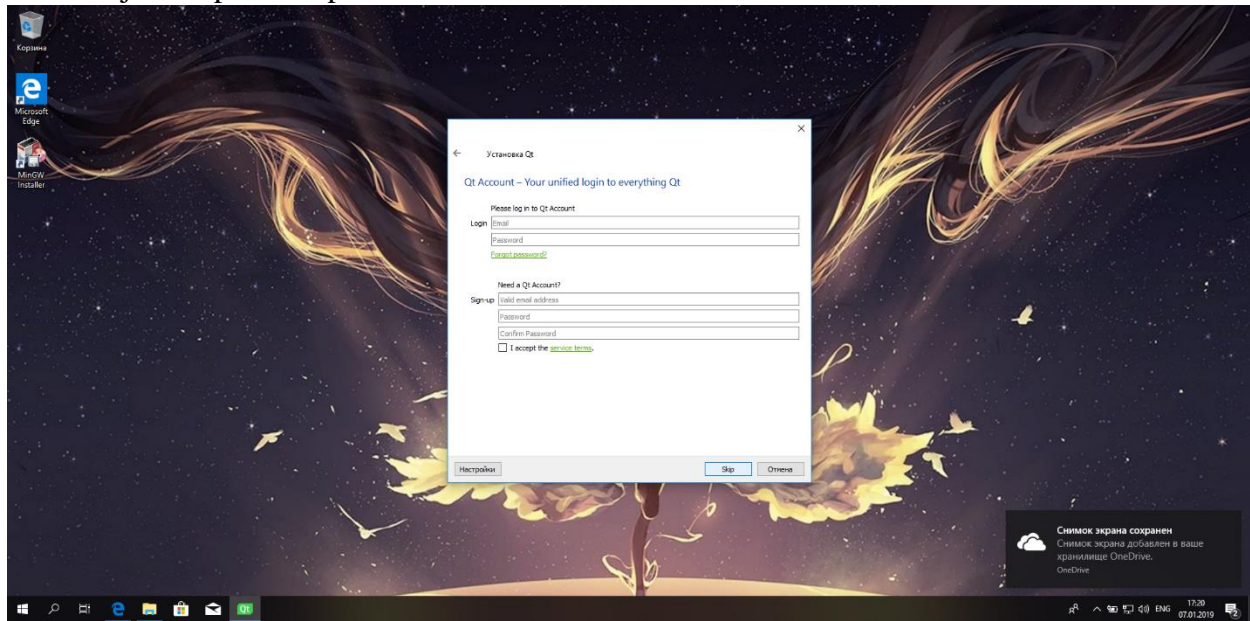 Корзина
Microsoft
Edge
MinGW
Installer
Установка Qt
Qt Account – Your unified login to everything Qt
Please log in to Qt Account
Login Email
Password
Forgot password?
Need a Qt Account?
Sign-up Valid email address
Password
Confirm Password
I accept the service terms.
Настройки Skip Отмена
Снимок экрана сохранен
Снимок экрана добавлен в ваше
хранилище OneDrive.
OneDrive
Qt
ENG 17:20
07.01.2019
2